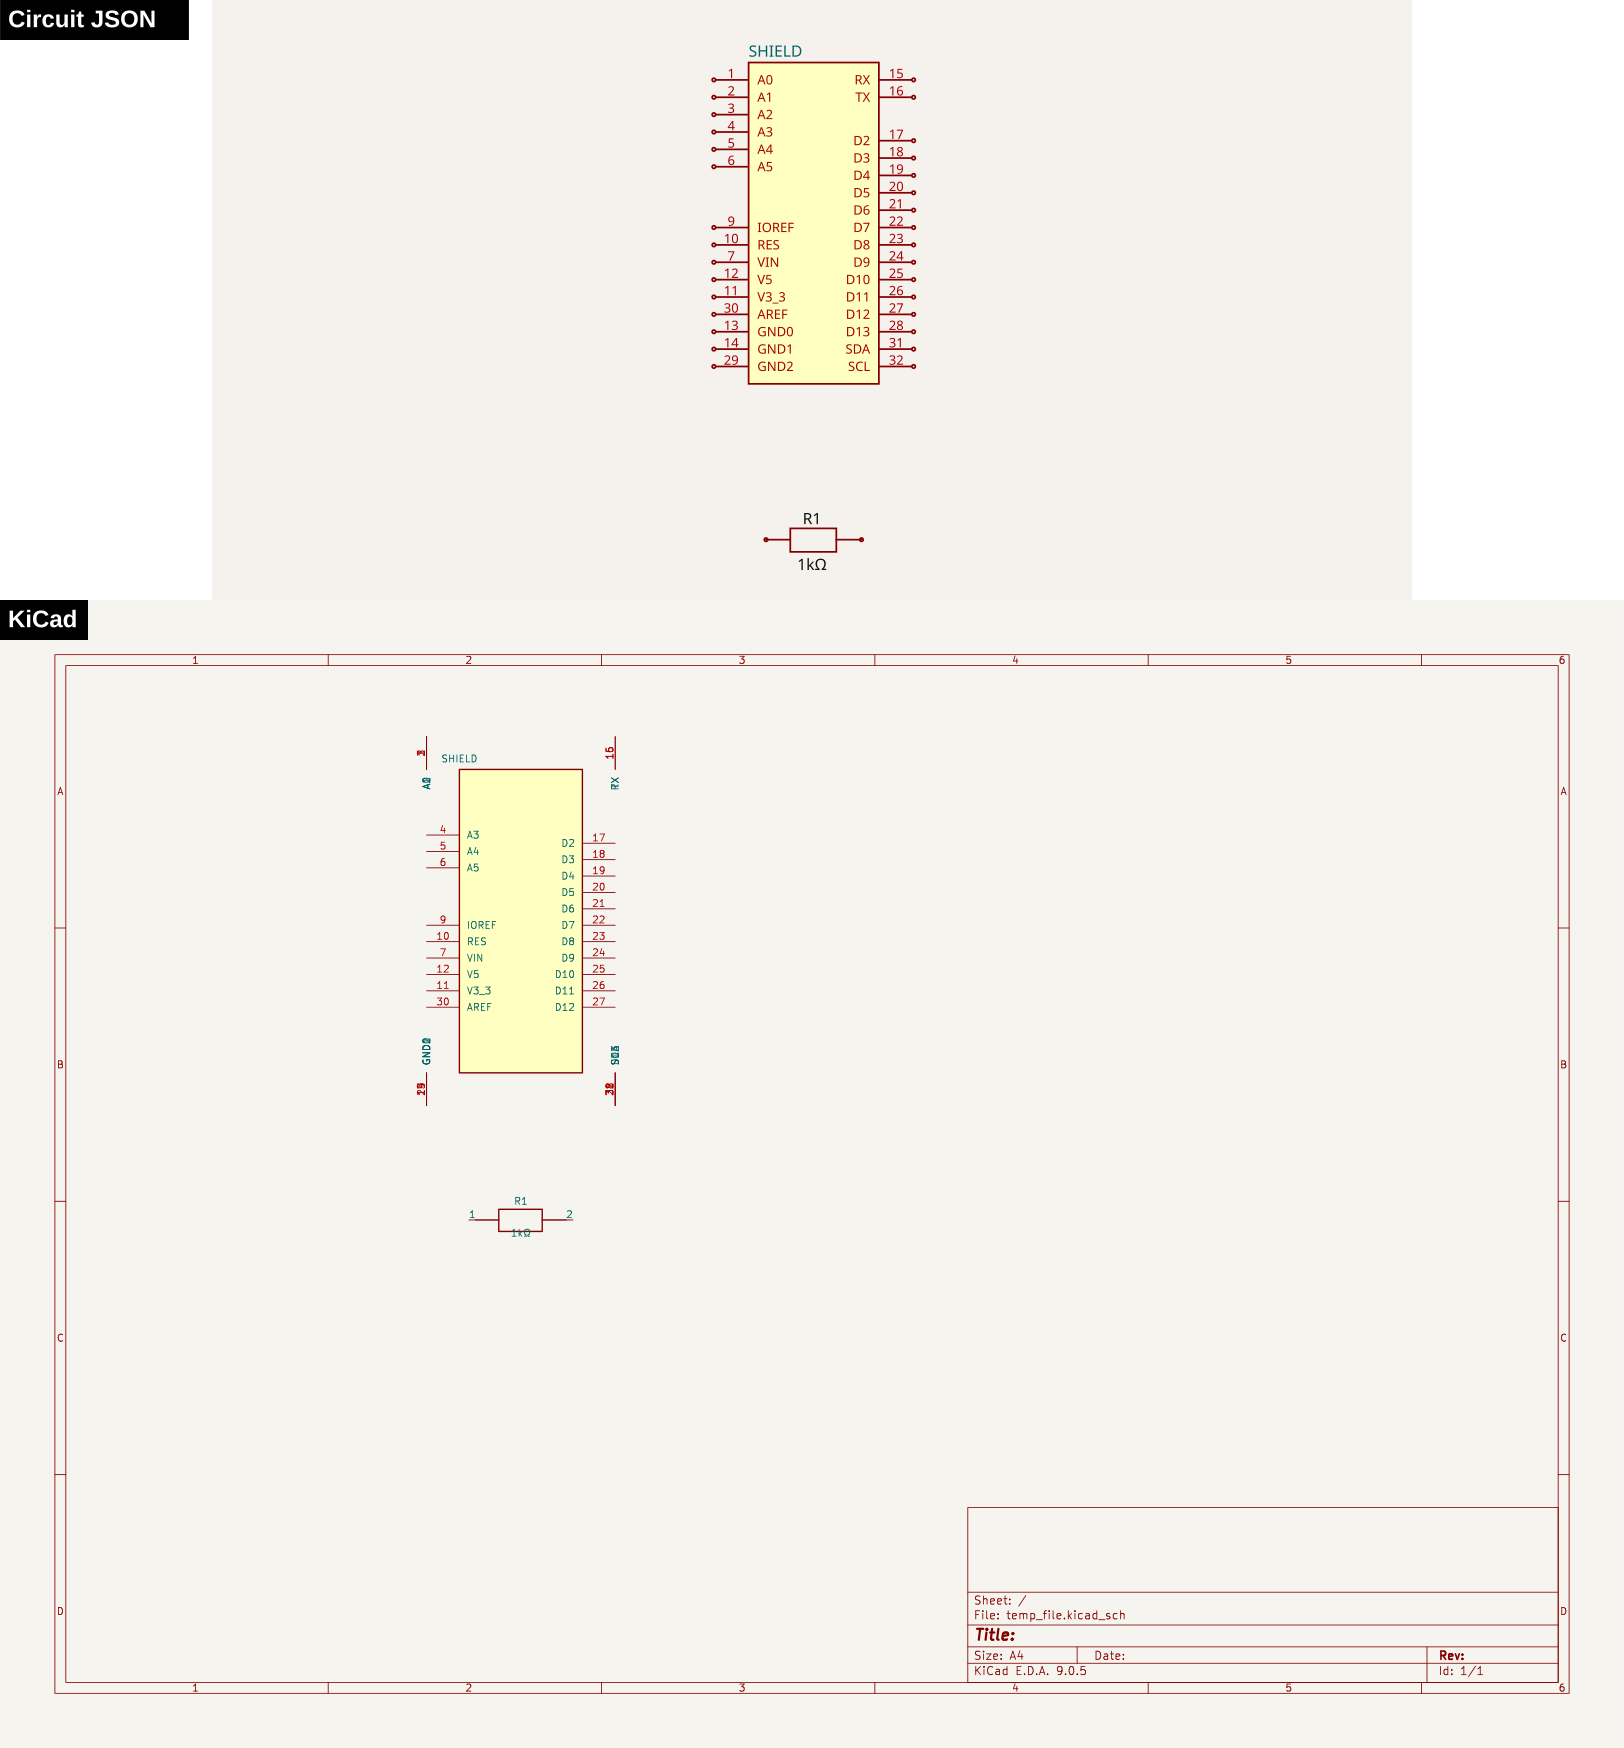 Circuit JSON
SHIELD
1 A0 RX 15
2 A1 TX 16
3 A2
4 A3 D2 17
5 A4 D3 18
6 A5 D4 19
D5 20
D6 21
9 IOREF D7 22
10 RES D8 23
7 VIN D9 24
12 V5 D10 25
11 V3_3 D11 26
30 AREF D12 27
13 GND0 D13 28
14 GND1 SDA 31
29 GND2 SCL 32
R1
1kΩ
KiCad
1 2 3 4 5 6
SHIELD
16
A A
4 A3 D2 17
5 A4 D3 18
6 A5 D4 19
D5 20
D6 21
9 IOREF D7 22
10 RES D8 23
7 VIN D9 24
12 V5 D10 25
11 V3_3 D11 26
30 AREF D12 27
B B
R1
1 2
1kΩ
C C
D D
Sheet: /
File: temp_file.kicad_sch
Title:
Size: A4 Date: Rev:
KiCad E.D.A. 9.0.5 Id: 1/1
1 2 3 4 5 6